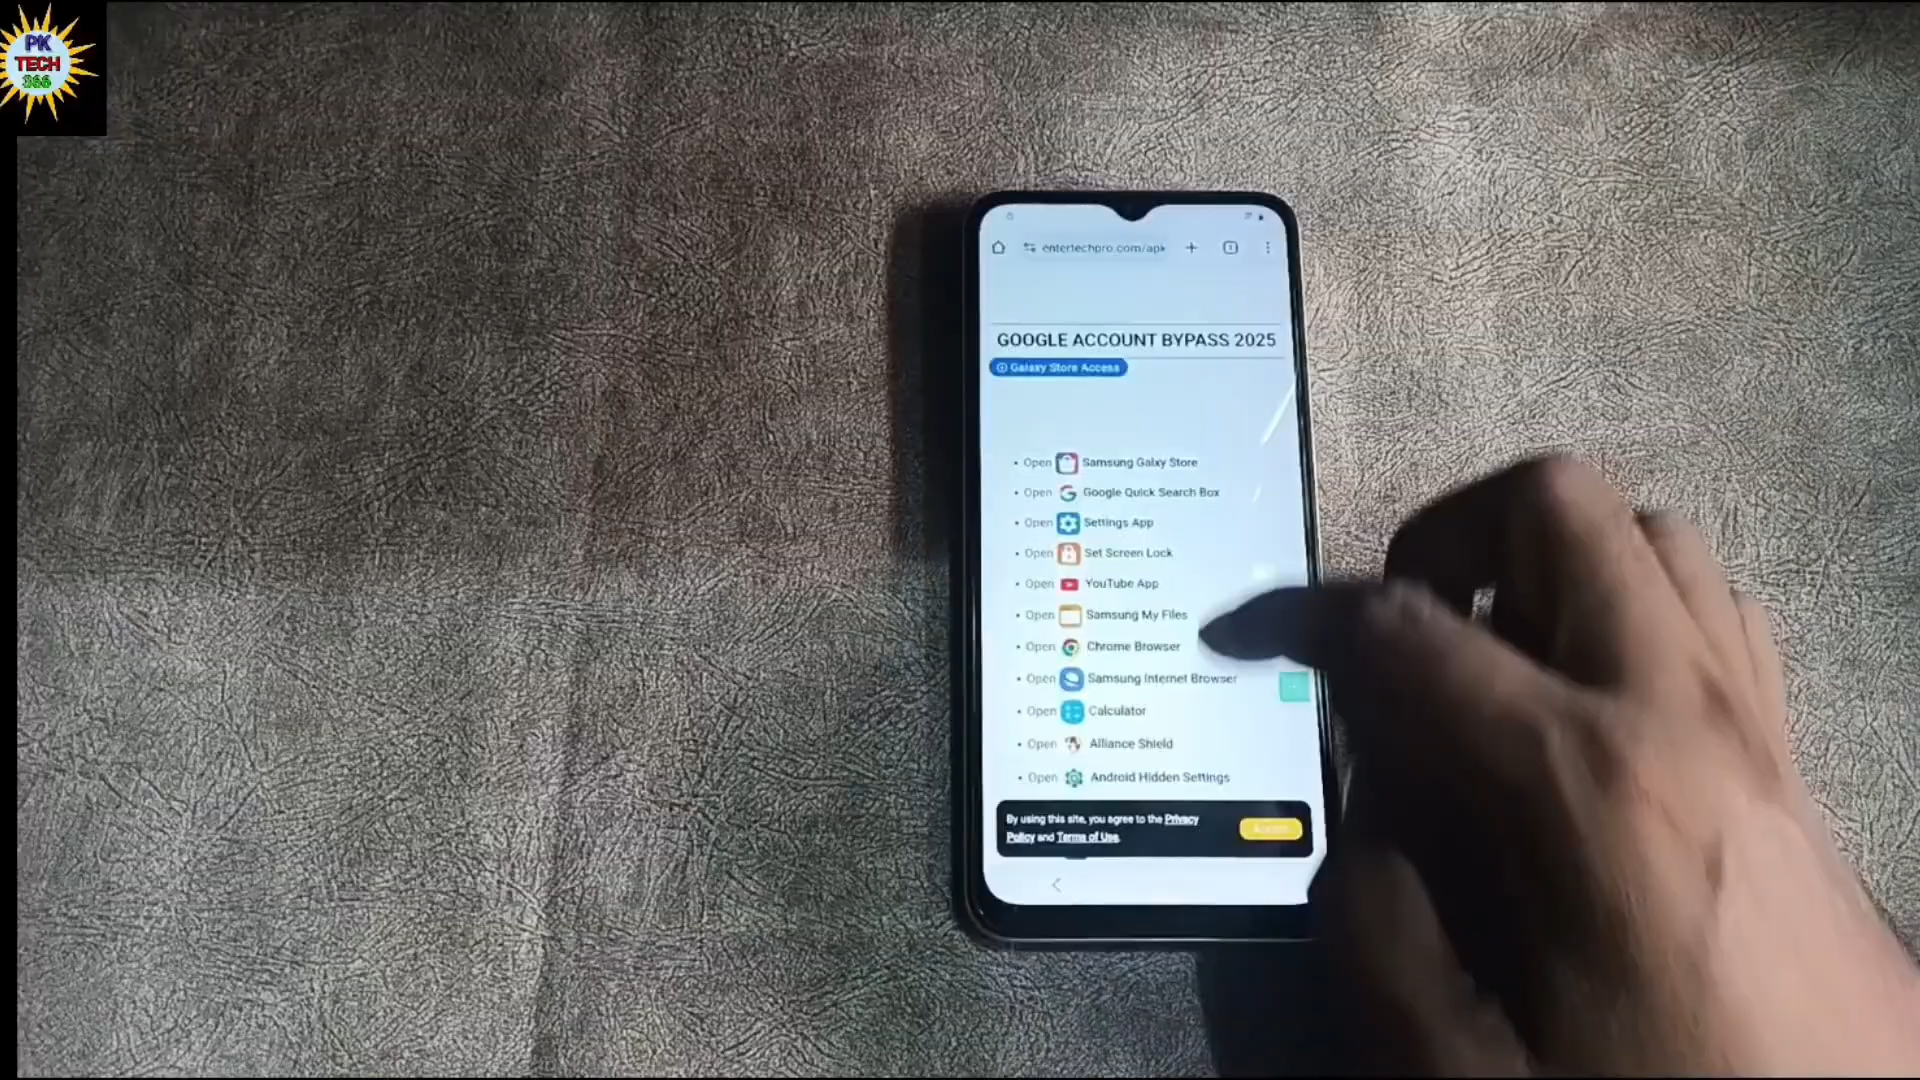 PK
TECH
366
entertechpro.com/apk
GOOGLE ACCOUNT BYPASS 2025
Galaxy Store Access
• Open Samsung Galxy Store
• Open Google Quick Search Box
• Open Settings App
• Open Set Screen Lock
• Open YouTube App
• Open Samsung My Files
• Open Chrome Browser
• Open Samsung Internet Browser
• Open Calculator
• Open Alliance Shield
• Open Android Hidden Settings
By using this site, you agree to the Privacy
Policy and Terms of Use.